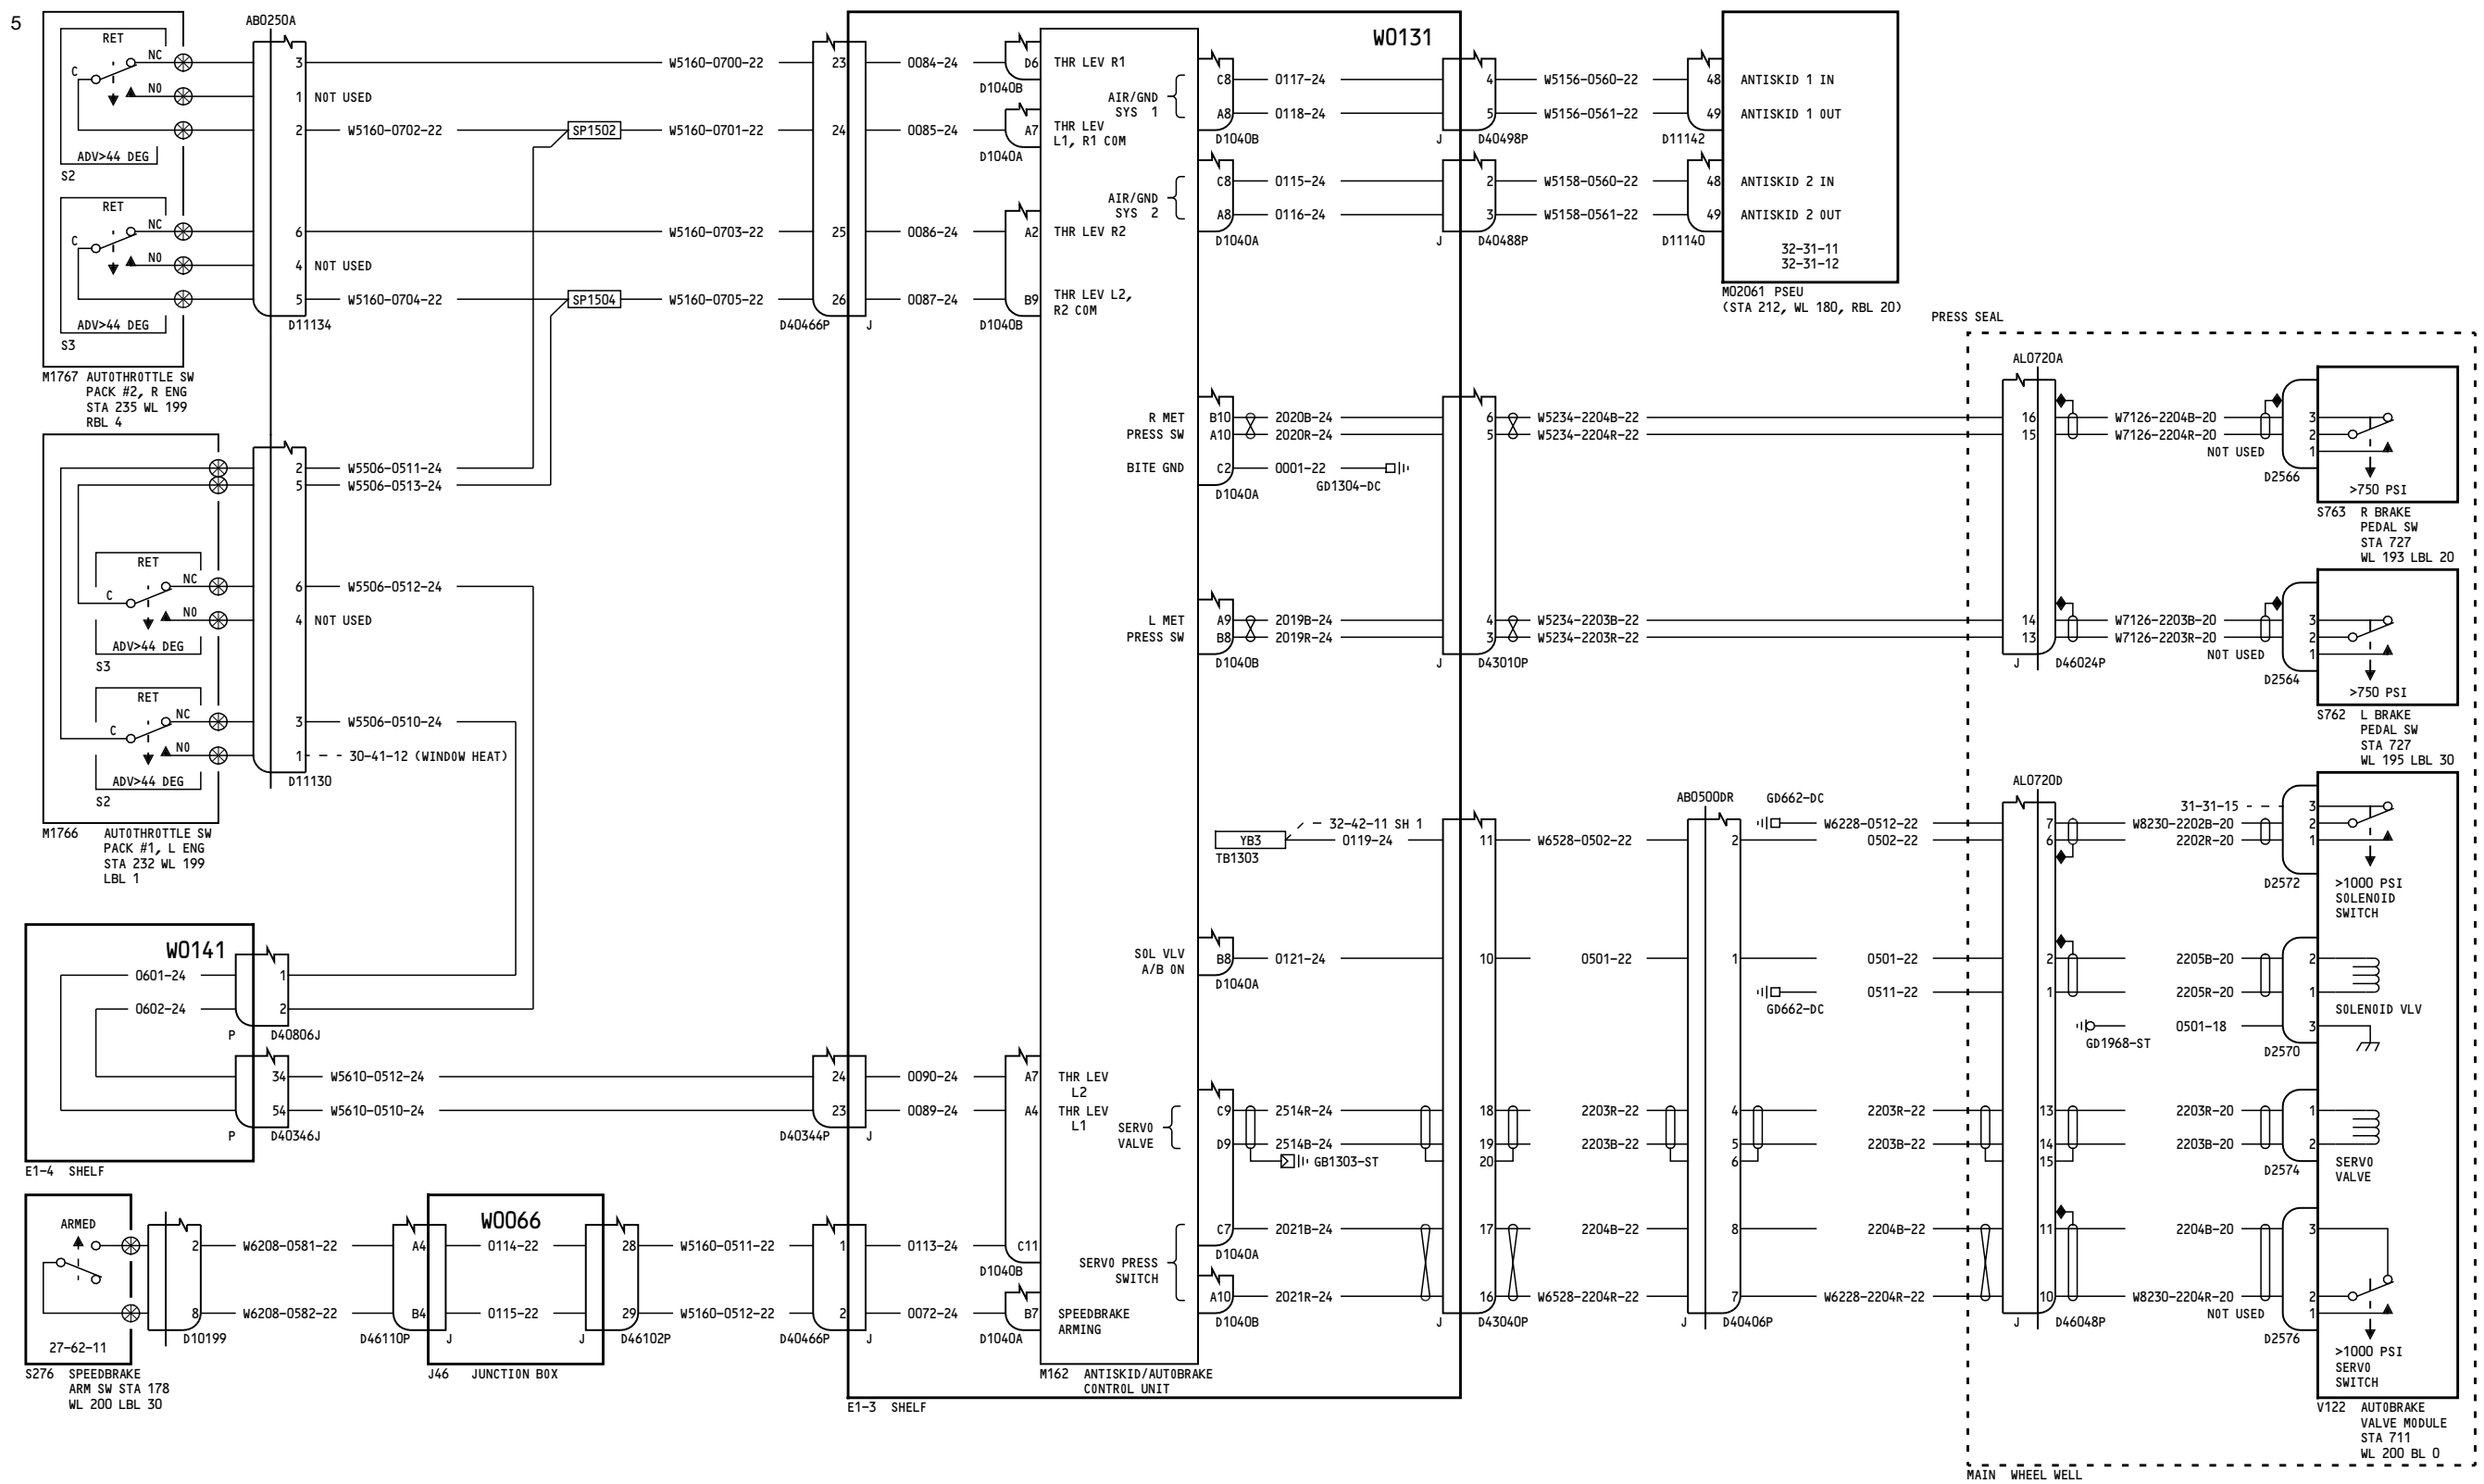 5
AB0250A
RET
NC
C
NO
ADV>44 DEG
S2
3
1 NOT USED
2 W5160-0702-22
SP1502
W5160-0700-22
W5160-0701-22
RET
NC
C
NO
ADV>44 DEG
S3
6
4 NOT USED
5 W5160-0704-22
SP1504
W5160-0703-22
W5160-0705-22
D11134
M1767 AUTOTHROTTLE SW
PACK #2, R ENG
STA 235 WL 199
RBL 4
2 W5506-0511-24
5 W5506-0513-24
RET
NC
C
NO
ADV>44 DEG
S3
6 W5506-0512-24
4 NOT USED
RET
NC
C
NO
ADV>44 DEG
S2
3 W5506-0510-24
1 30-41-12 (WINDOW HEAT)
D11130
M1766 AUTOTHROTTLE SW
PACK #1, L ENG
STA 232 WL 199
LBL 1
W0141
0601-24
1
0602-24
2
P D40806J
34 W5610-0512-24
54 W5610-0510-24
P D40346J
E1-4 SHELF
ARMED
27-62-11
S276 SPEEDBRAKE
ARM SW STA 178
WL 200 LBL 30
2 W6208-0581-22 A4
8 W6208-0582-22 B4
D10199
D46110P J
W0066
0114-22
0115-22
28 W5160-0511-22
29 W5160-0512-22
J D46102P
J46 JUNCTION BOX
W0131
23 0084-24 D6 THR LEV R1
D1040B
24 0085-24 A7 THR LEV
L1, R1 COM
D1040A
25 0086-24 A2 THR LEV R2
26 0087-24 B9 THR LEV L2,
R2 COM
D40466P J
D1040B
24 0090-24 A7 THR LEV
L2
23 0089-24 A4 THR LEV
L1
D40344P J
1 0113-24 C11
D1040B
2 0072-24 B7 SPEEDBRAKE
ARMING
D40466P J
D1040A
M162 ANTISKID/AUTOBRAKE
CONTROL UNIT
E1-3 SHELF
AIR/GND
SYS 1
C8 0117-24 4 W5156-0560-22 48 ANTISKID 1 IN
A8 0118-24 5 W5156-0561-22 49 ANTISKID 1 OUT
D1040B
J D40498P
D11142
AIR/GND
SYS 2
C8 0115-24 2 W5158-0560-22 48 ANTISKID 2 IN
A8 0116-24 3 W5158-0561-22 49 ANTISKID 2 OUT
D1040A
J D40488P
D11140
32-31-11
32-31-12
M02061 PSEU
(STA 212, WL 180, RBL 20)
PRESS SEAL
R MET
PRESS SW
B10 2020B-24 6 W5234-2204B-22
A10 2020R-24 5 W5234-2204R-22
BITE GND C2 0001-22
GD1304-DC
D1040A
L MET
PRESS SW
A9 2019B-24 4 W5234-2203B-22
B8 2019R-24 3 W5234-2203R-22
D1040B
J D43010P
AL0720A
16 W7126-2204B-20 3
15 W7126-2204R-20 2
NOT USED 1
D2566
>750 PSI
S763 R BRAKE
PEDAL SW
STA 727
WL 193 LBL 20
14 W7126-2203B-20 3
13 W7126-2203R-20 2
NOT USED 1
J D46024P
D2564
>750 PSI
S762 L BRAKE
PEDAL SW
STA 727
WL 195 LBL 30
YB3
TB1303
32-42-11 SH 1
0119-24 11 W6528-0502-22
AB0500DR
2
GD662-DC
W6228-0512-22
0502-22
AL0720D
7 W8230-2202B-20 2
6 2202R-20 1
31-31-15 3
D2572
>1000 PSI
SOLENOID
SWITCH
SOL VLV
A/B ON
B8 0121-24 10 0501-22 1 0501-22 2 2205B-20 2
D1040A
GD662-DC
0511-22 1 2205R-20 1
SOLENOID VLV
GD1968-ST
0501-18 3
D2570
SERVO
VALVE
C9 2514R-24 18 2203R-22 4 2203R-22 13 2203R-20 1
D9 2514B-24 19 2203B-22 5 2203B-22 14 2203B-20 2
GB1303-ST
20 6 15
D2574
SERVO
VALVE
SERVO PRESS
SWITCH
C7 2021B-24 17 2204B-22 8 2204B-22 11 2204B-20 3
D1040A
A10 2021R-24 16 W6528-2204R-22 7 W6228-2204R-22 10 W8230-2204R-20 2
NOT USED 1
D1040B
J D43040P
J D40406P
J D46048P
D2576
>1000 PSI
SERVO
SWITCH
V122 AUTOBRAKE
VALVE MODULE
STA 711
WL 200 BL 0
MAIN WHEEL WELL